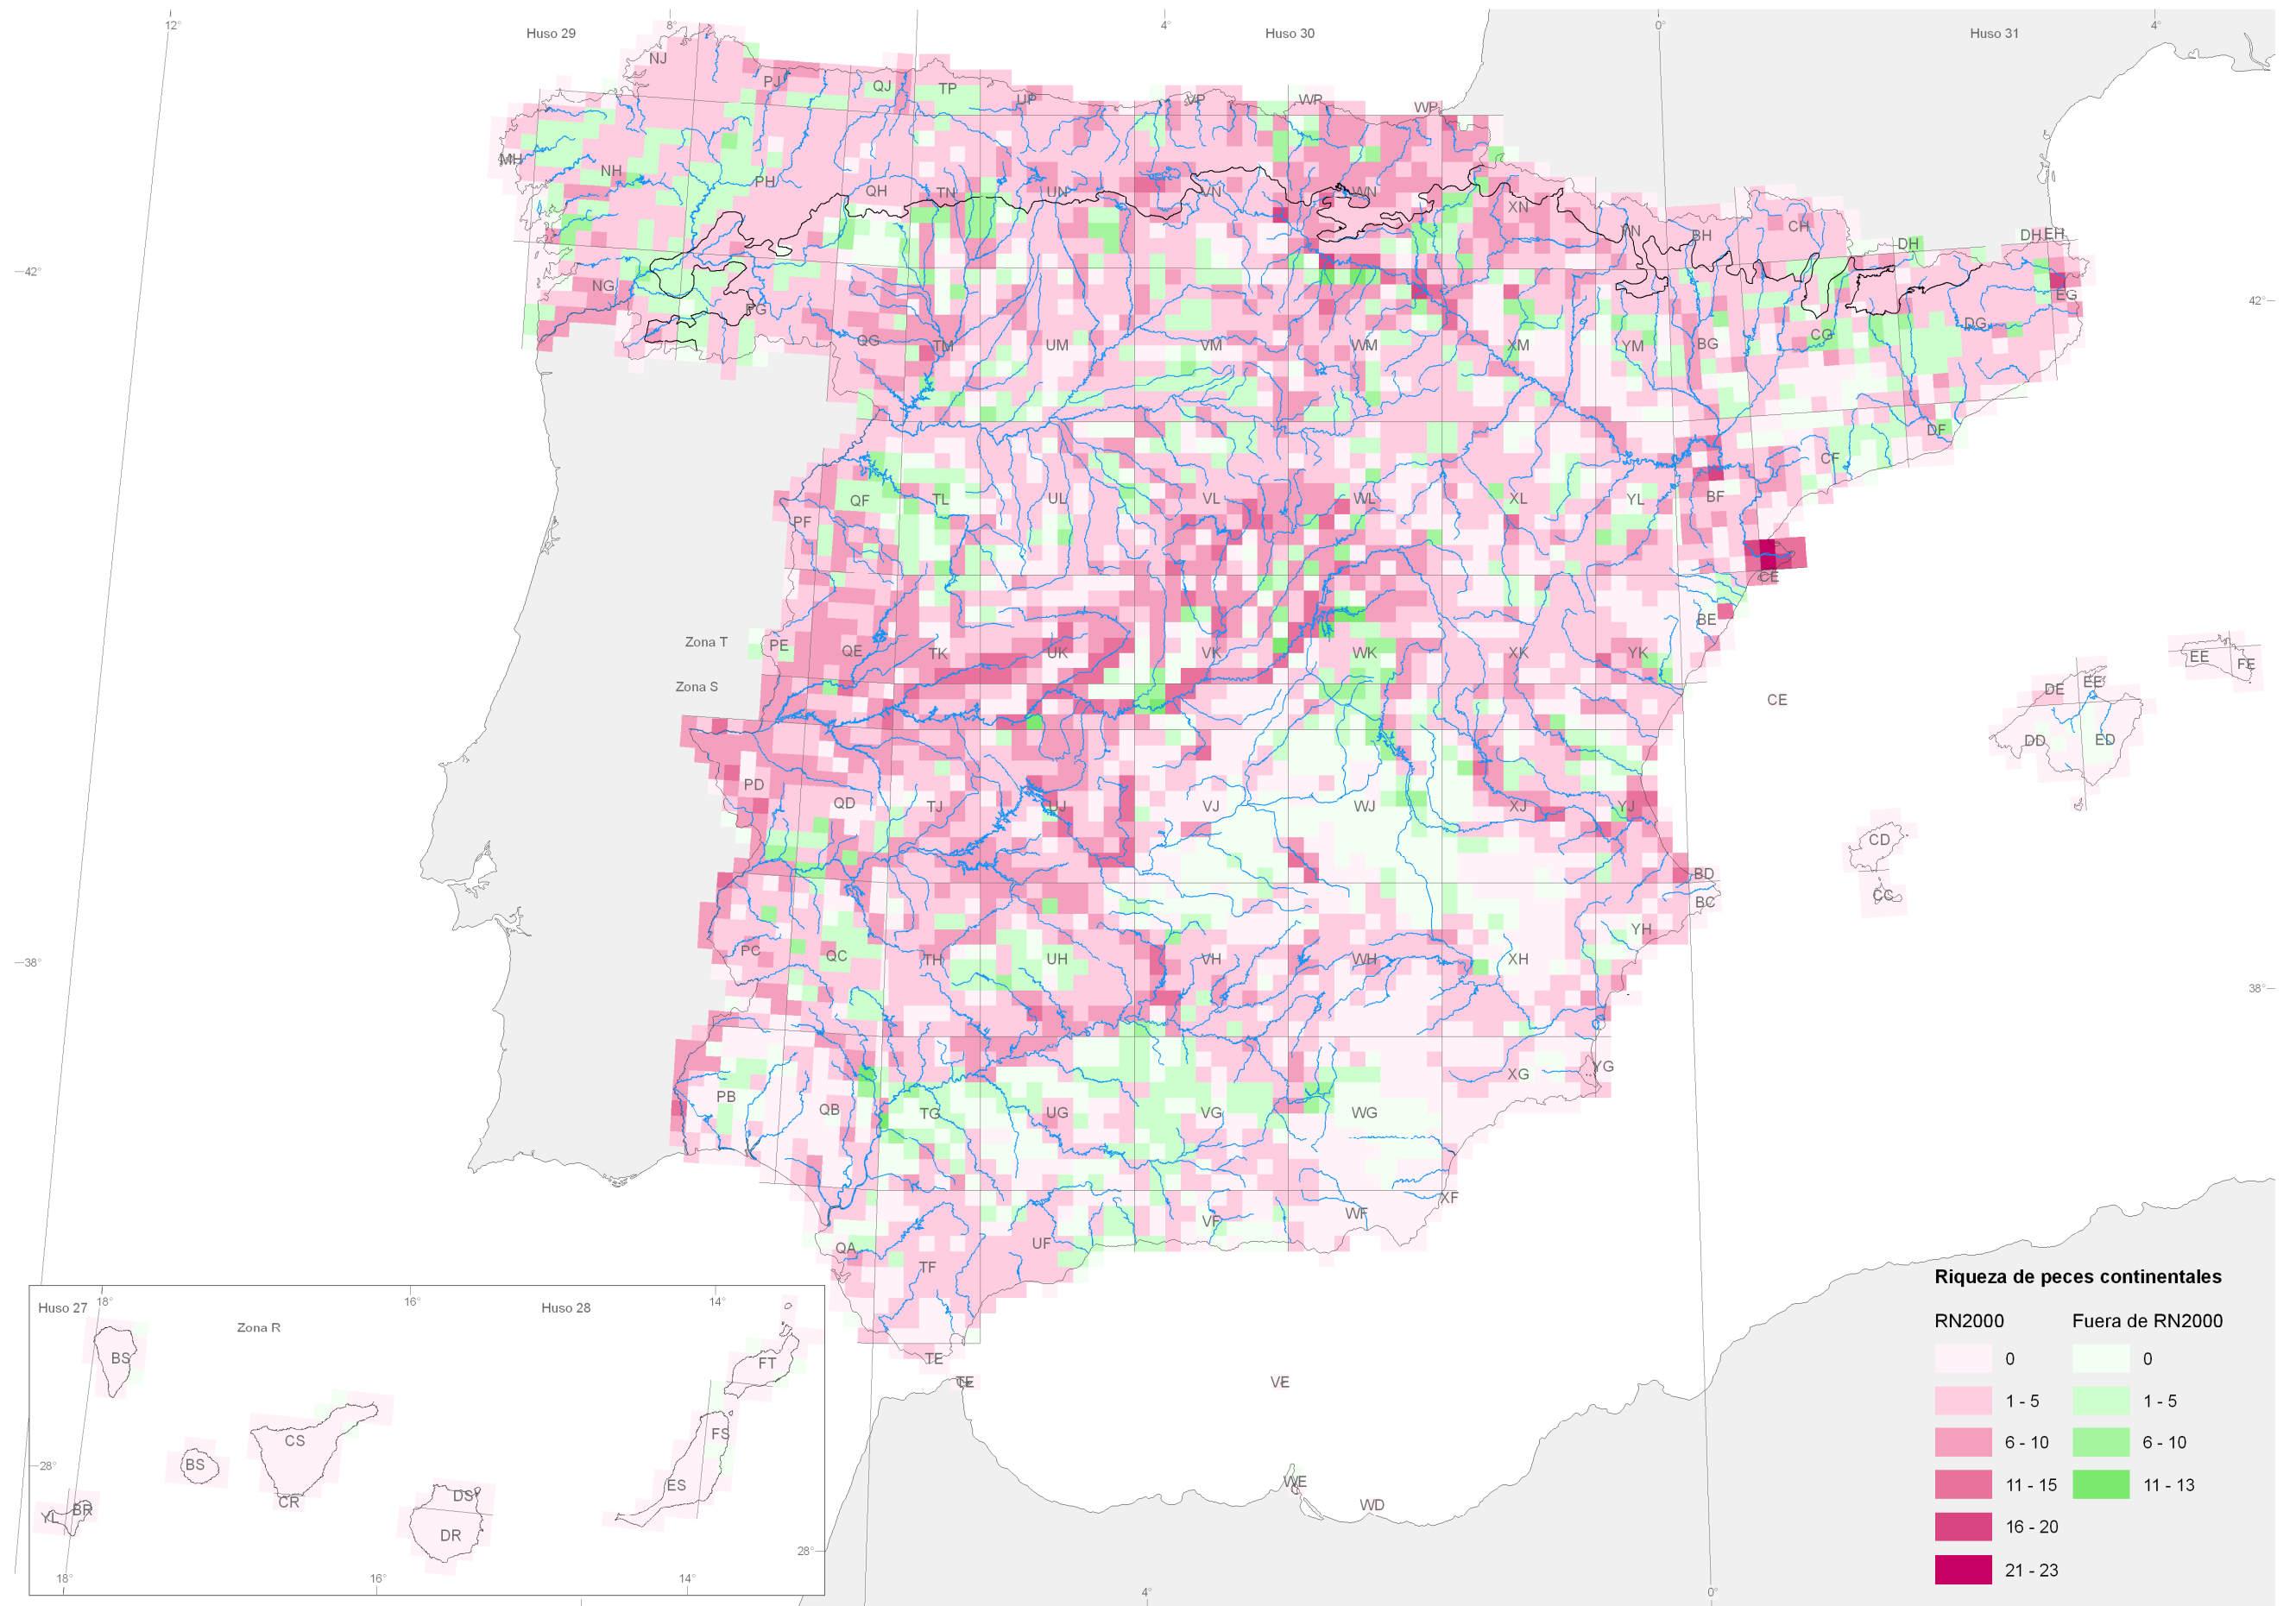 12°
8°
4°
0°
4°
Huso 29
Huso 30
Huso 31
NJ
PJ
QJ
TP
UP
VP
WP
WP
MH
NH
PH
QH
TN
UN
VN
WN
XN
YN
BH
CH
DH
DH
EH
42°
42°
NG
PG
QG
TM
UM
VM
WM
XM
YM
BG
CG
DG
EG
QF
PF
TL
UL
VL
WL
XL
YL
BF
CF
DF
CE
BE
Zona T
Zona S
PE
QE
TK
UK
VK
WK
XK
YK
CE
EE
FE
DE
EE
DD
ED
PD
QD
TJ
UJ
VJ
WJ
XJ
YJ
CD
CC
BD
BC
38°
38°
PC
QC
TH
UH
VH
WH
XH
YH
PB
QB
TG
UG
VG
WG
XG
YG
QA
TF
UF
VF
WF
XF
TE
TE
VE
WE
WD
4°
0°
Huso 27
18°
16°
Huso 28
14°
Zona R
BS
BS
CS
CR
YL
BR
DS
DR
ES
FS
FT
28°
28°
18°
16°
14°
Riqueza de peces continentales
RN2000
Fuera de RN2000
0
0
1 - 5
1 - 5
6 - 10
6 - 10
11 - 15
11 - 13
16 - 20
21 - 23